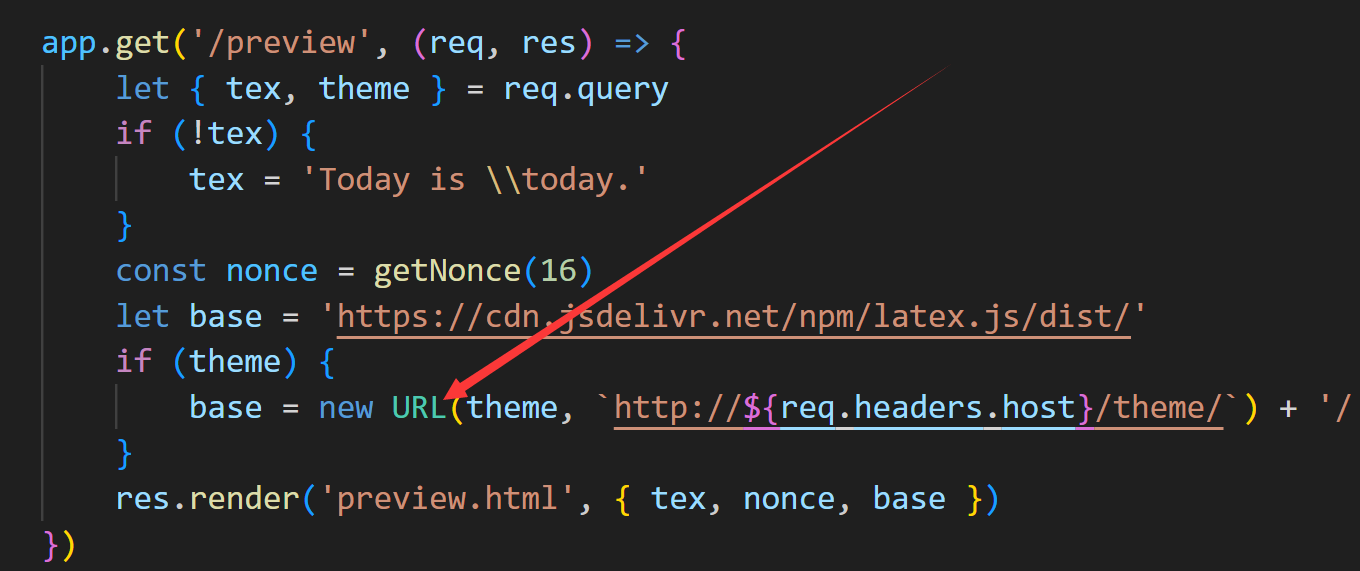 app.get('/preview', (req, res) => {
let { tex, theme } = req.query
if (!tex) {
tex = 'Today is \\today.'
}
const nonce = getNonce(16)
let base = 'https://cdn.jsdelivr.net/npm/latex.js/dist/'
if (theme) {
base = new URL(theme, `http://${req.headers.host}/theme/`) + '/
}
res.render('preview.html', { tex, nonce, base })
})